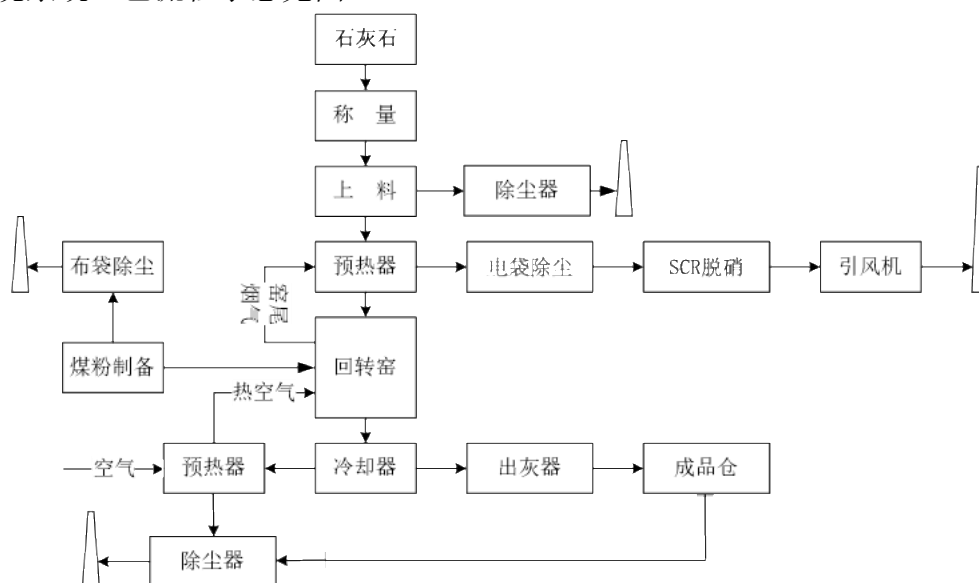 石灰石
称 量
上 料
除尘器
布袋除尘
预热器
电袋除尘
SCR脱硝
引风机
窑尾
烟气
煤粉制备
回转窑
热空气
空气
预热器
冷却器
出灰器
成品仓
除尘器